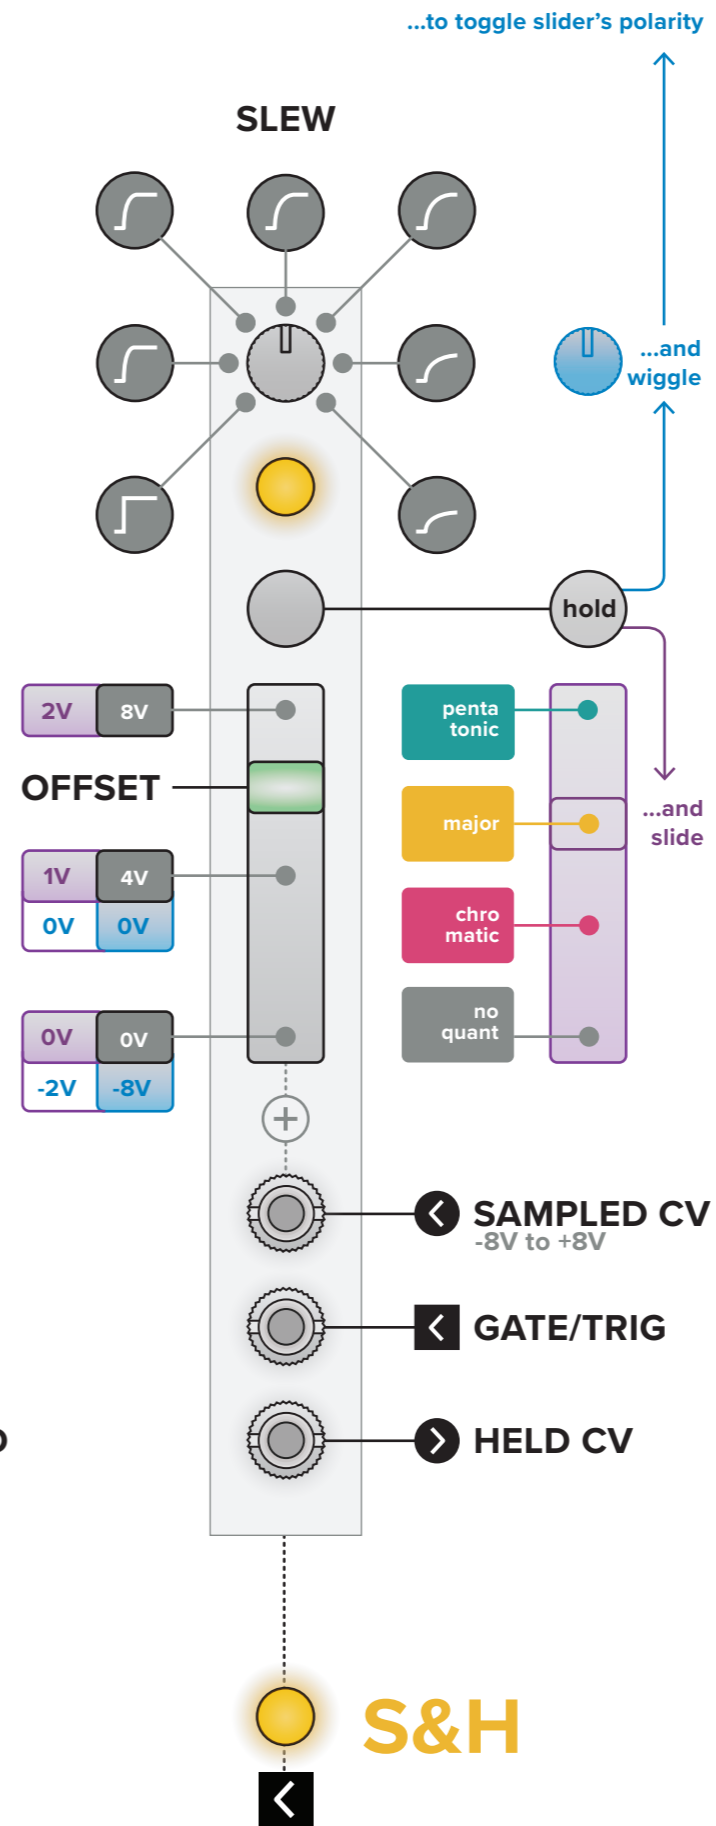 ...to toggle slider’s polarity
SLEW
...and
wiggle
hold
2V 8V
penta
tonic
OFFSET
...and
slide
major
1V 4V
0V 0V
chro
matic
no
quant
0V 0V
-2V -8V
+
SAMPLED CV
-8V to +8V
GATE/TRIG
HELD CV
S&H